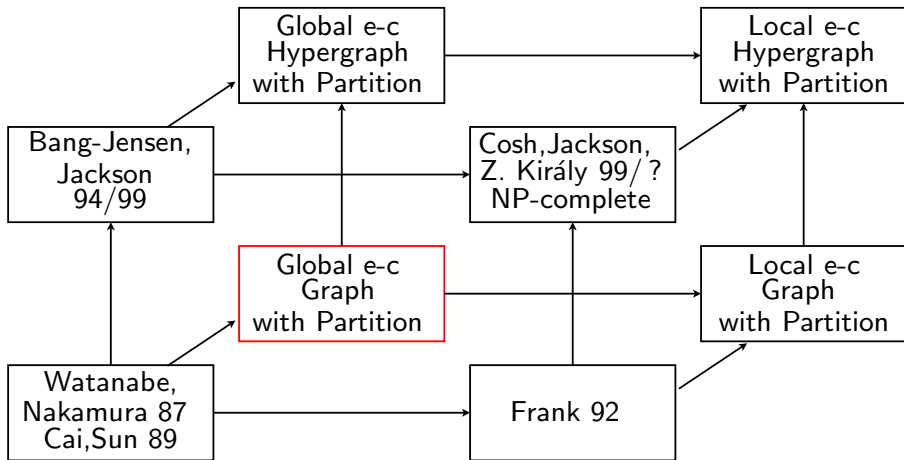 Global e-c
Hypergraph
with Partition
Local e-c
Hypergraph
with Partition
Bang-Jensen,
Jackson
94/99
Cosh,Jackson,
Z. Király 99/ ?
NP-complete
Global e-c
Graph
with Partition
Local e-c
Graph
with Partition
Watanabe,
Nakamura 87
Cai,Sun 89
Frank 92